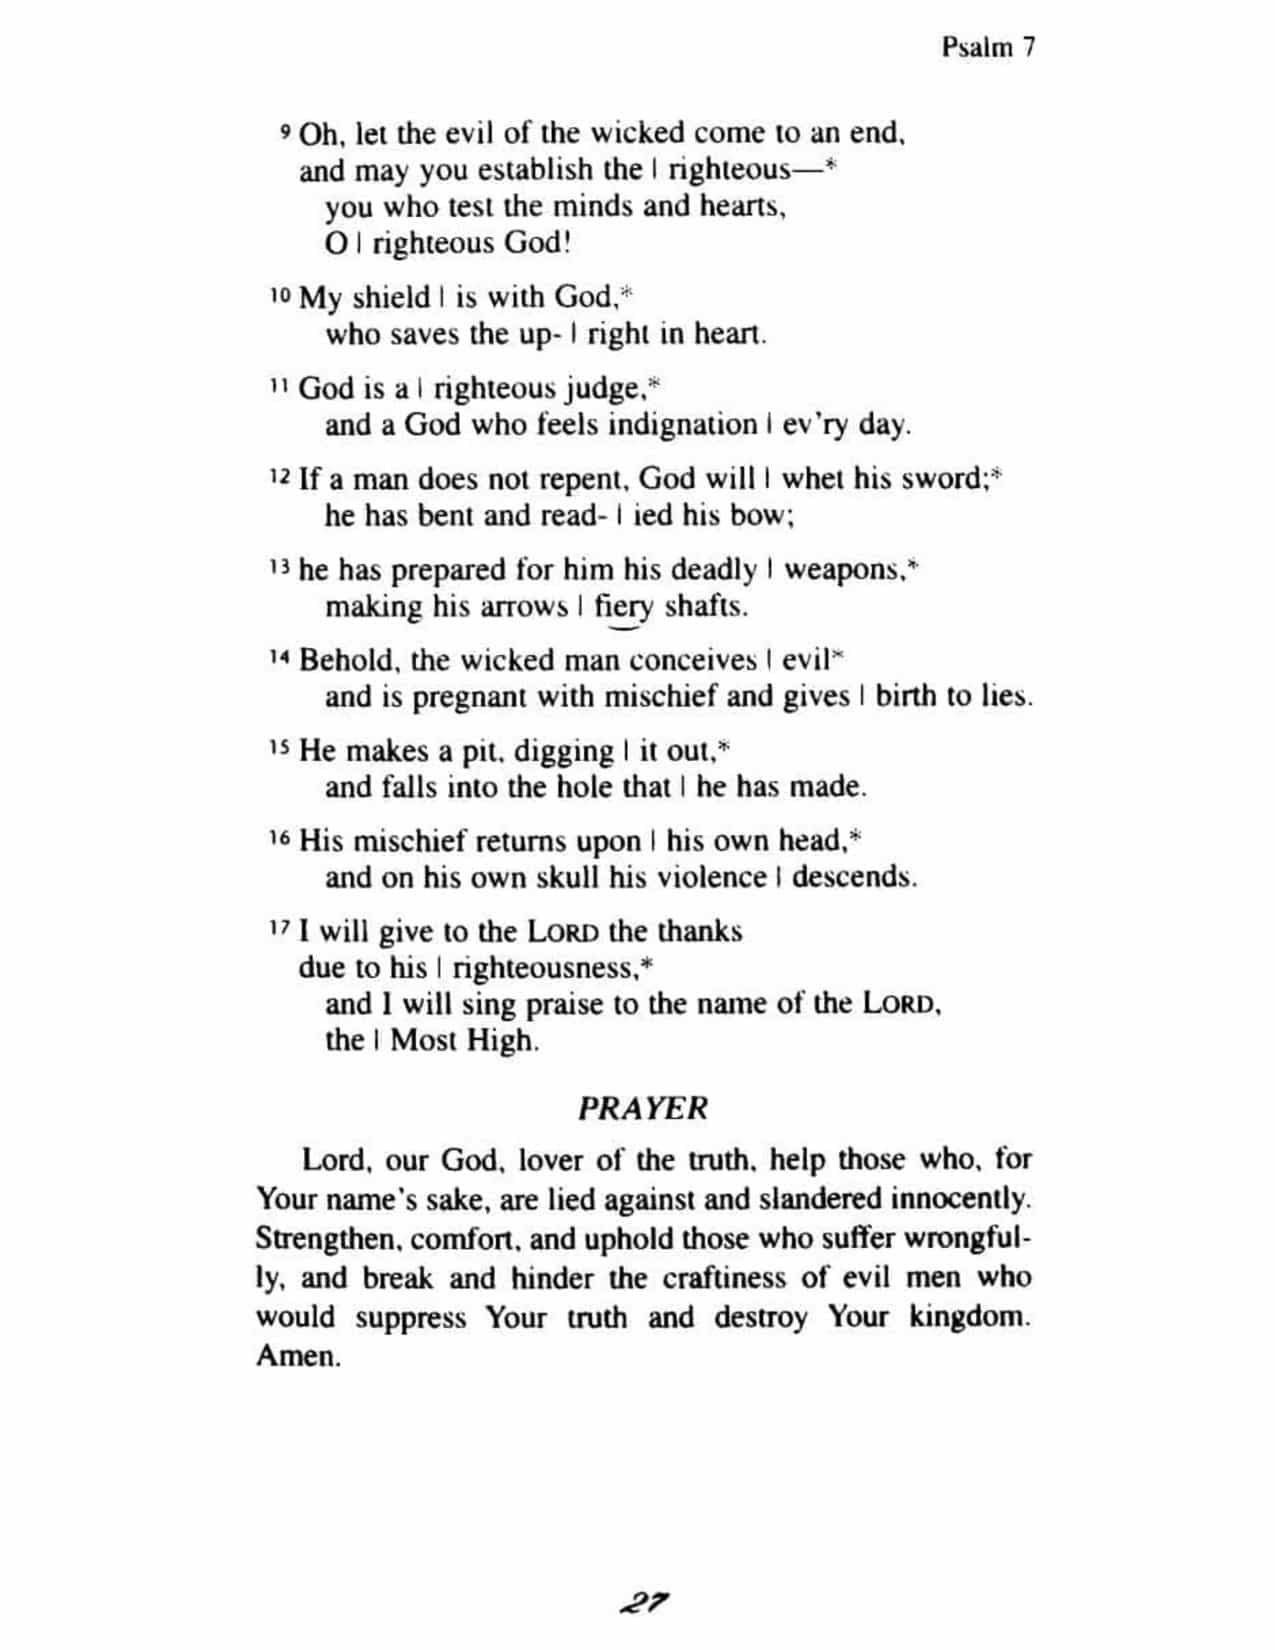 Psalm 7
9 Oh, let the evil of the wicked come to an end,
and may you establish the | righteous—*
you who test the minds and hearts,
O | righteous God!
10 My shield | is with God,*
who saves the up- | right in heart.
11 God is a | righteous judge,*
and a God who feels indignation | ev'ry day.
12 If a man does not repent, God will | whet his sword;*
he has bent and read- | ied his bow;
13 he has prepared for him his deadly | weapons,*
making his arrows | fiery shafts.
14 Behold, the wicked man conceives | evil*
and is pregnant with mischief and gives | birth to lies.
15 He makes a pit, digging | it out,*
and falls into the hole that | he has made.
16 His mischief returns upon | his own head,*
and on his own skull his violence | descends.
17 I will give to the LORD the thanks
due to his | righteousness,*
and I will sing praise to the name of the LORD,
the | Most High.
PRAYER
Lord, our God, lover of the truth, help those who, for
Your name's sake, are lied against and slandered innocently.
Strengthen, comfort, and uphold those who suffer wrongful-
ly, and break and hinder the craftiness of evil men who
would suppress Your truth and destroy Your kingdom.
Amen.
27